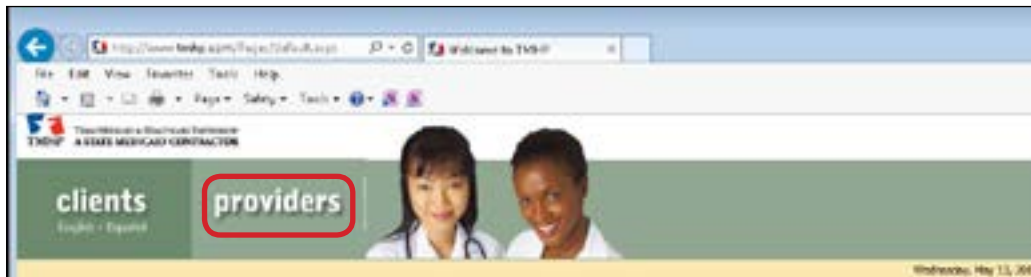 http://www.tmhp.com/Pages/default.aspx Welcome to TMHP
File Edit View Favorites Tools Help
Page Safety Tools
TMHP A STATE MEDICAID CONTRACTOR
clients providers
English - Español
Wednesday, May 13, 20